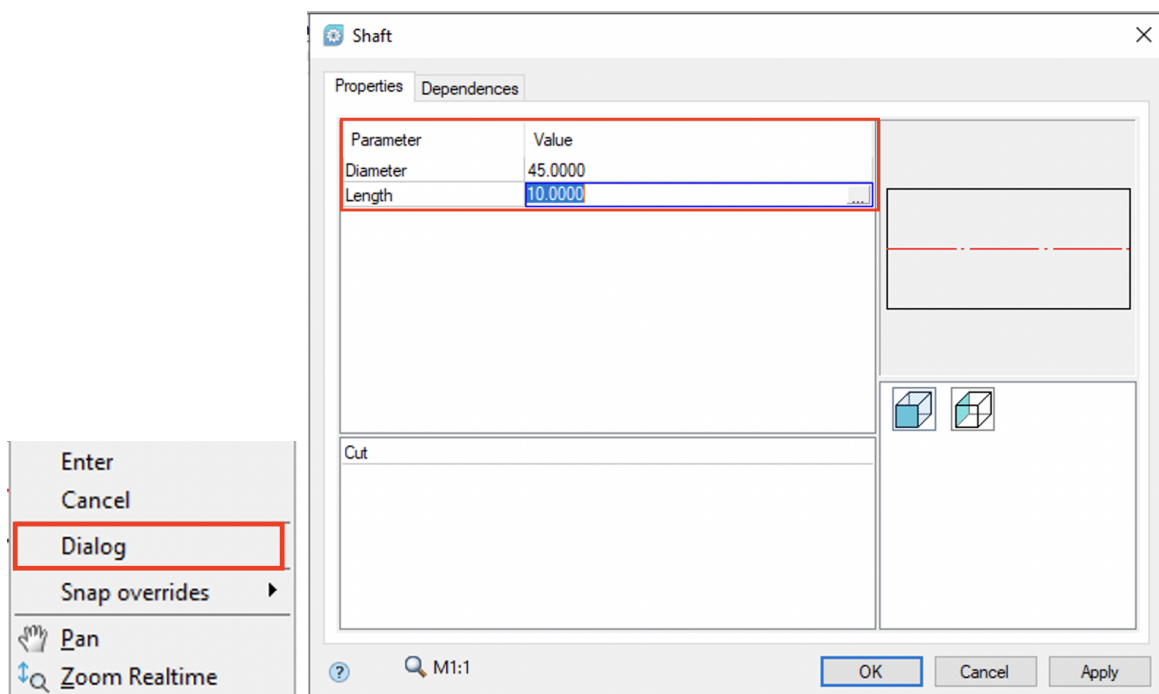 Shaft
Properties
Dependences
Parameter Value
Diameter 45.0000
Length 10.0000 ...
Cut
? M1:1
OK Cancel Apply
Enter
Cancel
Dialog
Snap overrides
Pan
Zoom Realtime